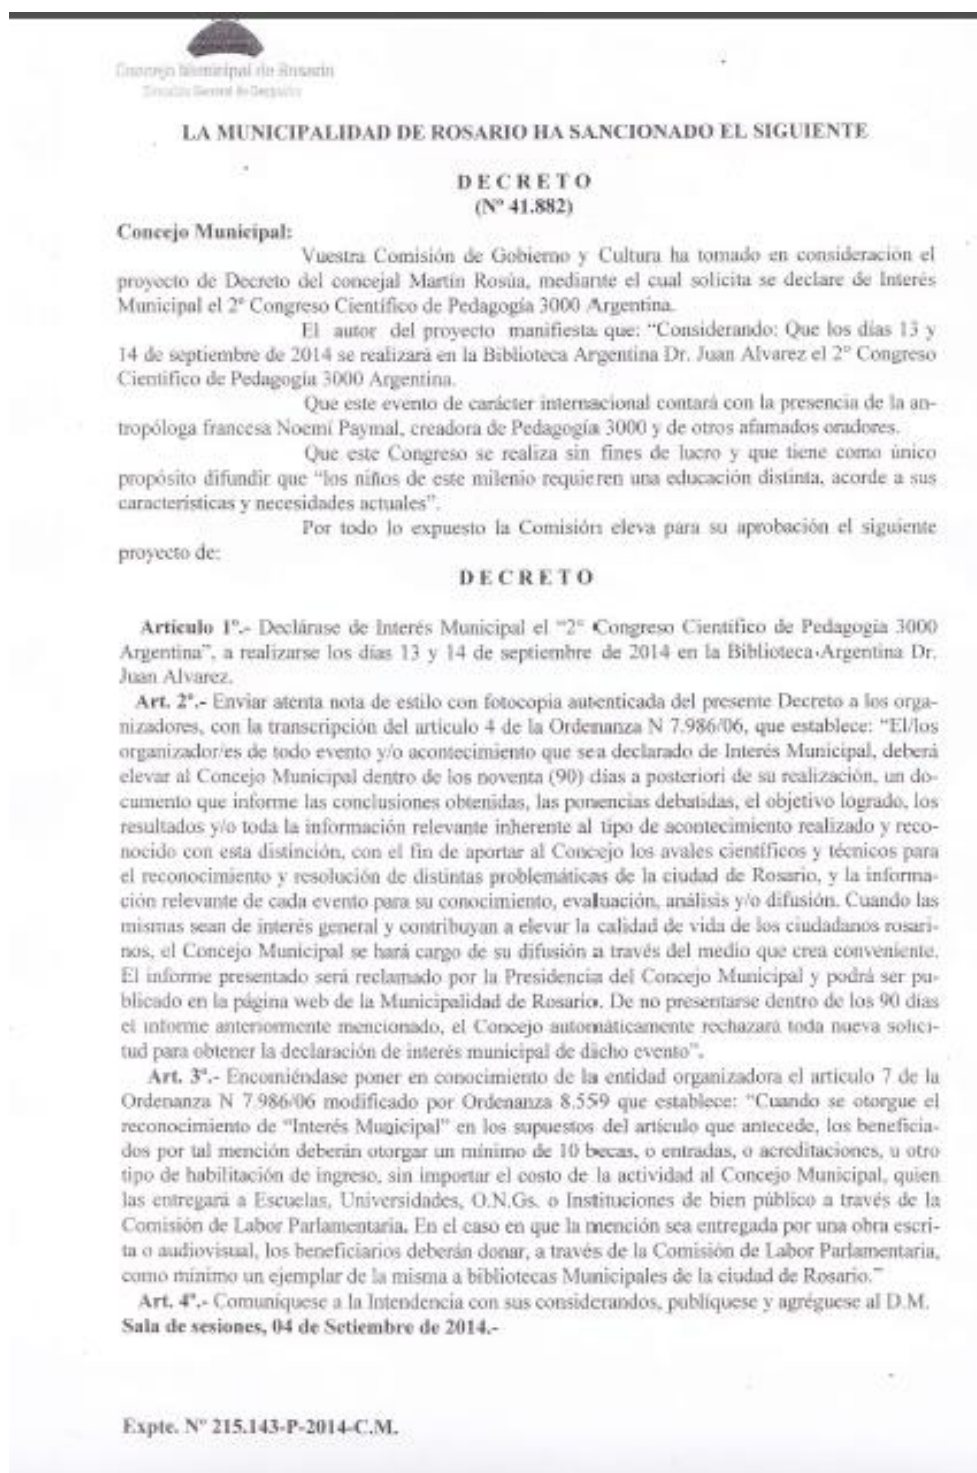 Concejo Municipal de Rosario
Dirección General de Despacho
LA MUNICIPALIDAD DE ROSARIO HA SANCIONADO EL SIGUIENTE
D E C R E T O
(Nº 41.882)
Concejo Municipal:
Vuestra Comisión de Gobierno y Cultura ha tomado en consideración el
proyecto de Decreto del concejal Martín Rosúa, mediante el cual solicita se declare de Interés
Municipal el 2º Congreso Científico de Pedagogía 3000 Argentina.
El autor del proyecto manifiesta que: “Considerando: Que los días 13 y
14 de septiembre de 2014 se realizará en la Biblioteca Argentina Dr. Juan Alvarez el 2° Congreso
Científico de Pedagogía 3000 Argentina.
Que este evento de carácter internacional contará con la presencia de la an-
tropóloga francesa Noemí Paymal, creadora de Pedagogía 3000 y de otros afamados oradores.
Que este Congreso se realiza sin fines de lucro y que tiene como único
propósito difundir que “los niños de este milenio requieren una educación distinta, acorde a sus
características y necesidades actuales”.
Por todo lo expuesto la Comisión eleva para su aprobación el siguiente
proyecto de:
D E C R E T O
Artículo 1º.- Declárase de Interés Municipal el “2° Congreso Científico de Pedagogía 3000
Argentina”, a realizarse los días 13 y 14 de septiembre de 2014 en la Biblioteca Argentina Dr.
Juan Alvarez.
Art. 2º.- Enviar atenta nota de estilo con fotocopia autenticada del presente Decreto a los orga-
nizadores, con la transcripción del artículo 4 de la Ordenanza N 7.986/06, que establece: “El/los
organizador/es de todo evento y/o acontecimiento que sea declarado de Interés Municipal, deberá
elevar al Concejo Municipal dentro de los noventa (90) días a posteriori de su realización, un do-
cumento que informe las conclusiones obtenidas, las ponencias debatidas, el objetivo logrado, los
resultados y/o toda la información relevante inherente al tipo de acontecimiento realizado y reco-
nocido con esta distinción, con el fin de aportar al Concejo los avales científicos y técnicos para
el reconocimiento y resolución de distintas problemáticas de la ciudad de Rosario, y la informa-
ción relevante de cada evento para su conocimiento, evaluación, análisis y/o difusión. Cuando las
mismas sean de interés general y contribuyan a elevar la calidad de vida de los ciudadanos rosari-
nos, el Concejo Municipal se hará cargo de su difusión a través del medio que crea conveniente.
El informe presentado será reclamado por la Presidencia del Concejo Municipal y podrá ser pu-
blicado en la página web de la Municipalidad de Rosario. De no presentarse dentro de los 90 días
el informe anteriormente mencionado, el Concejo automáticamente rechazará toda nueva solici-
tud para obtener la declaración de interés municipal de dicho evento”.
Art. 3º.- Encomiéndase poner en conocimiento de la entidad organizadora el artículo 7 de la
Ordenanza N 7.986/06 modificado por Ordenanza 8.559 que establece: “Cuando se otorgue el
reconocimiento de “Interés Municipal” en los supuestos del artículo que antecede, los beneficia-
dos por tal mención deberán otorgar un mínimo de 10 becas, o entradas, o acreditaciones, u otro
tipo de habilitación de ingreso, sin importar el costo de la actividad al Concejo Municipal, quien
las entregará a Escuelas, Universidades, O.N.Gs. o Instituciones de bien público a través de la
Comisión de Labor Parlamentaria. En el caso en que la mención sea entregada por una obra escri-
ta o audiovisual, los beneficiarios deberán donar, a través de la Comisión de Labor Parlamentaria,
como mínimo un ejemplar de la misma a bibliotecas Municipales de la ciudad de Rosario.”
Art. 4º.- Comuníquese a la Intendencia con sus considerandos, publíquese y agréguese al D.M.
Sala de sesiones, 04 de Setiembre de 2014.-
Expte. Nº 215.143-P-2014-C.M.